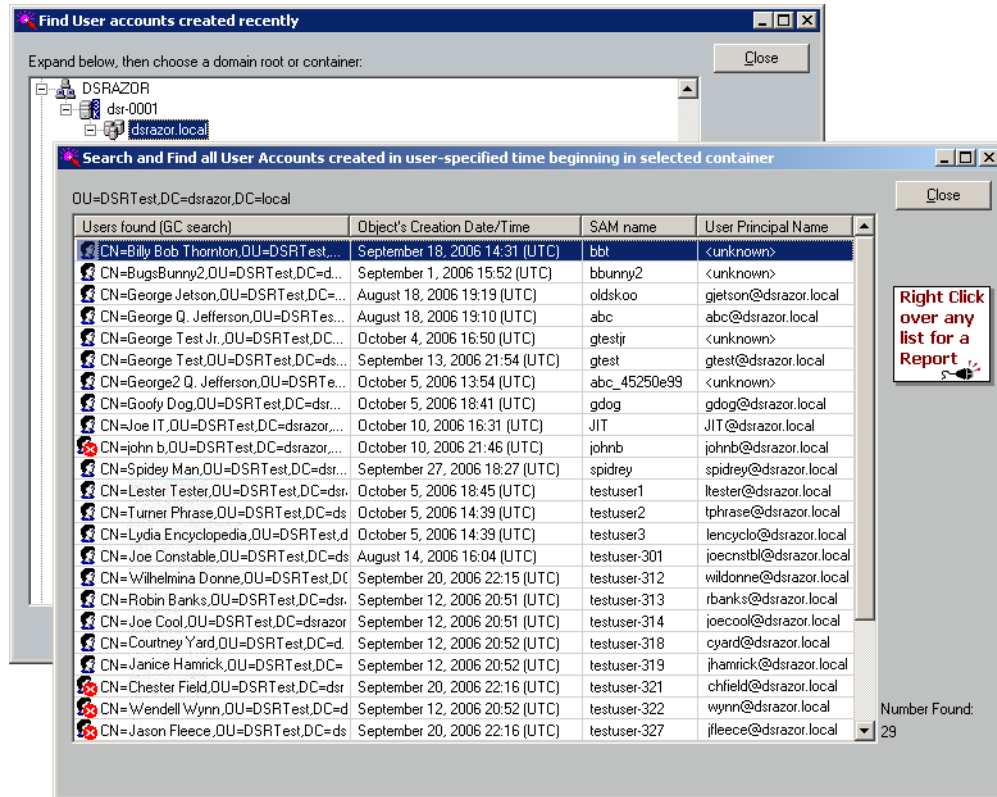 Find User accounts created recently
Expand below, then choose a domain root or container:
Close
DSRAZOR
dsr-0001
dsrazor.local
Search and Find all User Accounts created in user-specified time beginning in selected container
OU=DSRTest,DC=dsrazor,DC=local
Close
Users found (GC search) Object's Creation Date/Time SAM name User Principal Name
CN=Billy Bob Thornton,OU=DSRTest,... September 18, 2006 14:31 (UTC) bbt <unknown>
CN=BugsBunny2,OU=DSRTest,DC=d... September 1, 2006 15:52 (UTC) bbunny2 <unknown>
CN=George Jetson,OU=DSRTest,DC=... August 18, 2006 19:19 (UTC) oldskoo gjetson@dsrazor.local
CN=George Q. Jefferson,OU=DSRTes... August 18, 2006 19:10 (UTC) abc abc@dsrazor.local
CN=George Test Jr.,OU=DSRTest,DC... October 4, 2006 16:50 (UTC) gtestjr <unknown>
CN=George Test,OU=DSRTest,DC=ds... September 13, 2006 21:54 (UTC) gtest gtest@dsrazor.local
CN=George2 Q. Jefferson,OU=DSRTe... October 5, 2006 13:54 (UTC) abc_45250e99 <unknown>
CN=Goofy Dog,OU=DSRTest,DC=dsr... October 5, 2006 18:41 (UTC) gdog gdog@dsrazor.local
CN=Joe IT,OU=DSRTest,DC=dsrazor,... October 10, 2006 16:31 (UTC) JIT JIT@dsrazor.local
CN=john b,OU=DSRTest,DC=dsrazor,... October 10, 2006 21:46 (UTC) johnb johnb@dsrazor.local
CN=Spidey Man,OU=DSRTest,DC=dsr... September 27, 2006 18:27 (UTC) spidrey spidrey@dsrazor.local
CN=Lester Tester,OU=DSRTest,DC=dsr. October 5, 2006 18:45 (UTC) testuser1 ltester@dsrazor.local
CN=Turner Phrase,OU=DSRTest,DC=ds October 5, 2006 14:39 (UTC) testuser2 tphrase@dsrazor.local
CN=Lydia Encyclopedia,OU=DSRTest,d October 5, 2006 14:39 (UTC) testuser3 lencyclo@dsrazor.local
CN=Joe Constable,OU=DSRTest,DC=ds August 14, 2006 16:04 (UTC) testuser-301 joecnstbl@dsrazor.local
CN=Wilhelmina Donne,OU=DSRTest,D( September 20, 2006 22:15 (UTC) testuser-312 wildonne@dsrazor.local
CN=Robin Banks,OU=DSRTest,DC=dsr. September 12, 2006 20:51 (UTC) testuser-313 rbanks@dsrazor.local
CN=Joe Cool,OU=DSRTest,DC=dsrazor September 12, 2006 20:51 (UTC) testuser-314 joecool@dsrazor.local
CN=Courtney Yard,OU=DSRTest,DC=d. September 12, 2006 20:52 (UTC) testuser-318 cyard@dsrazor.local
CN=Janice Hamrick,OU=DSRTest,DC= September 12, 2006 20:52 (UTC) testuser-319 jhamrick@dsrazor.local
CN=Chester Field,OU=DSRTest,DC=dsr September 20, 2006 22:16 (UTC) testuser-321 chfield@dsrazor.local
CN=Wendell Wynn,OU=DSRTest,DC=d September 12, 2006 20:52 (UTC) testuser-322 wynn@dsrazor.local
CN=Jason Fleece,OU=DSRTest,DC=ds September 20, 2006 22:16 (UTC) testuser-327 jfleece@dsrazor.local
Right Click
over any
list for a
Report
Number Found:
29